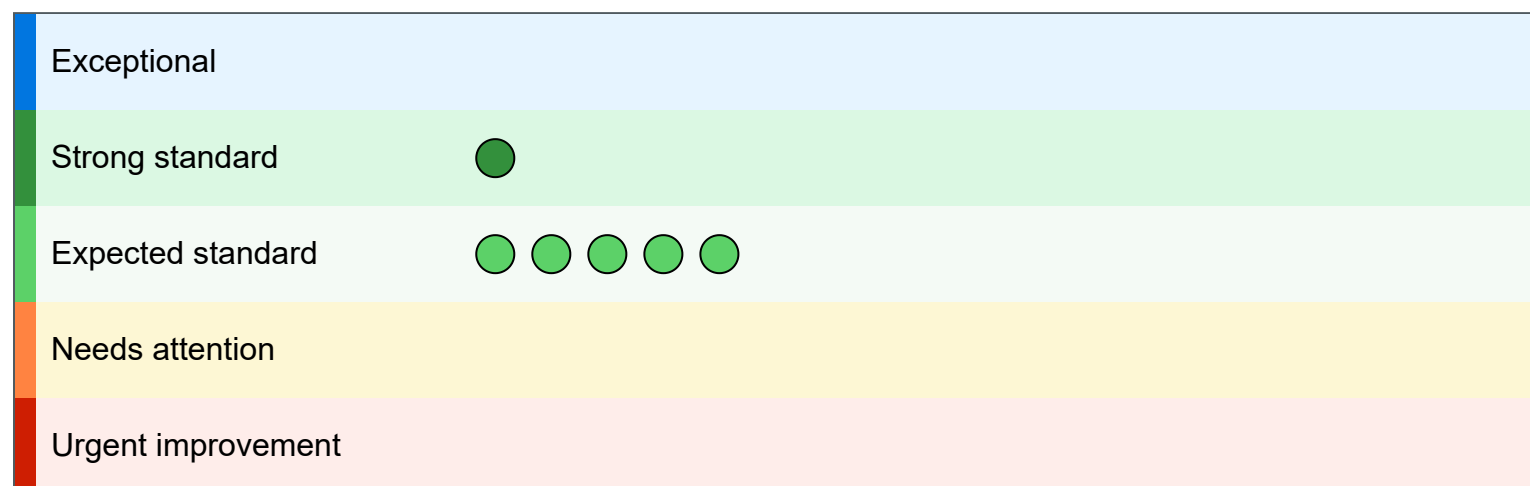 Exceptional
Strong standard
Expected standard
Needs attention
Urgent improvement